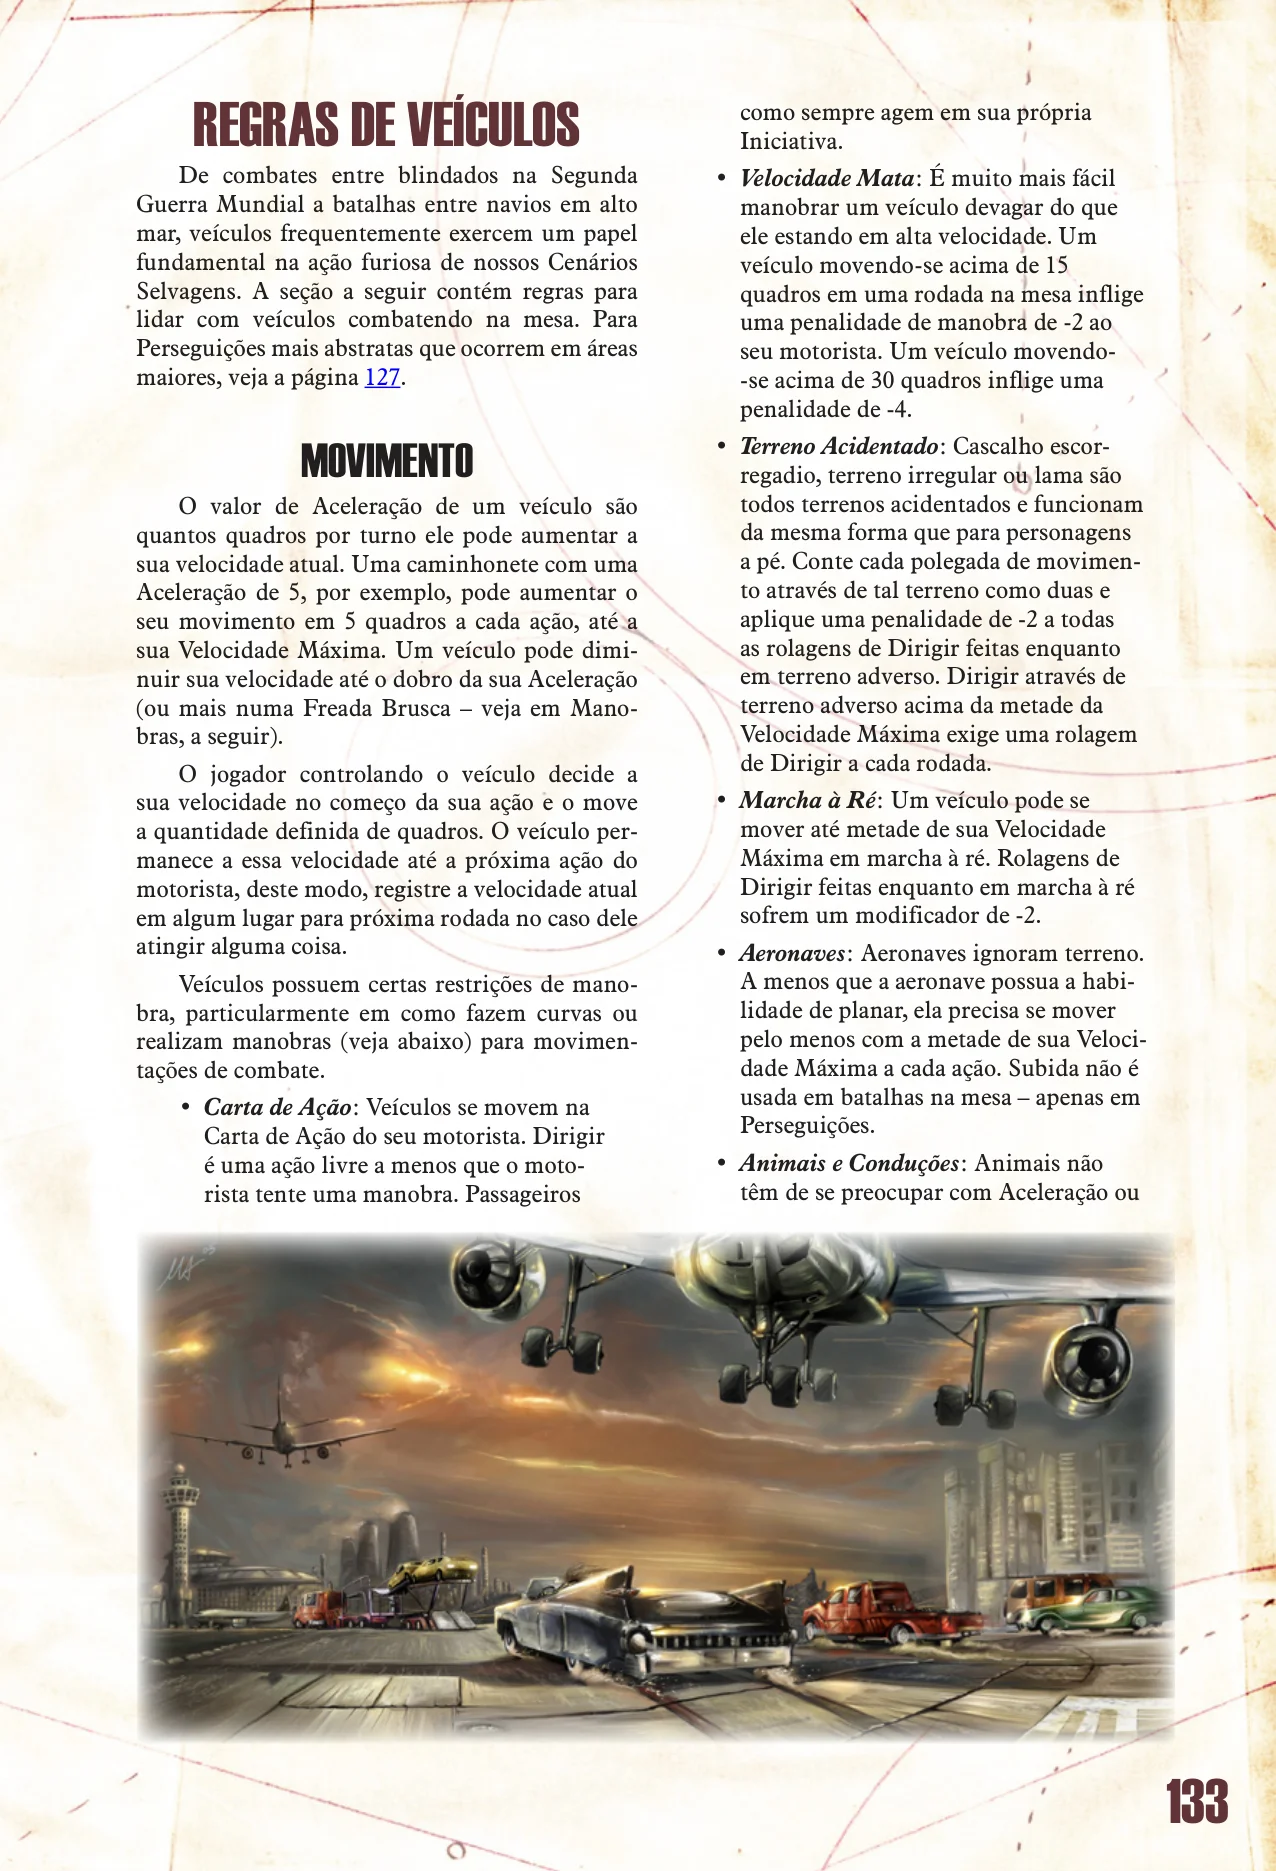 REGRAS DE VEÍCULOS
De combates entre blindados na Segunda
Guerra Mundial a batalhas entre navios em alto
mar, veículos frequentemente exercem um papel
fundamental na ação furiosa de nossos Cenários
Selvagens. A seção a seguir contém regras para
lidar com veículos combatendo na mesa. Para
Perseguições mais abstratas que ocorrem em áreas
maiores, veja a página 127.
MOVIMENTO
O valor de Aceleração de um veículo são
quantos quadros por turno ele pode aumentar a
sua velocidade atual. Uma caminhonete com uma
Aceleração de 5, por exemplo, pode aumentar o
seu movimento em 5 quadros a cada ação, até a
sua Velocidade Máxima. Um veículo pode dimi-
nuir sua velocidade até o dobro da sua Aceleração
(ou mais numa Freada Brusca – veja em Mano-
bras, a seguir).
O jogador controlando o veículo decide a
sua velocidade no começo da sua ação e o move
a quantidade definida de quadros. O veículo per-
manece a essa velocidade até a próxima ação do
motorista, deste modo, registre a velocidade atual
em algum lugar para próxima rodada no caso dele
atingir alguma coisa.
Veículos possuem certas restrições de mano-
bra, particularmente em como fazem curvas ou
realizam manobras (veja abaixo) para movimen-
tações de combate.
• Carta de Ação: Veículos se movem na
Carta de Ação do seu motorista. Dirigir
é uma ação livre a menos que o moto-
rista tente uma manobra. Passageiros
como sempre agem em sua própria
Iniciativa.
• Velocidade Mata: É muito mais fácil
manobrar um veículo devagar do que
ele estando em alta velocidade. Um
veículo movendo-se acima de 15
quadros em uma rodada na mesa inflige
uma penalidade de manobra de -2 ao
seu motorista. Um veículo movendo-
-se acima de 30 quadros inflige uma
penalidade de -4.
• Terreno Acidentado: Cascalho escor-
regadio, terreno irregular ou lama são
todos terrenos acidentados e funcionam
da mesma forma que para personagens
a pé. Conte cada polegada de movimen-
to através de tal terreno como duas e
aplique uma penalidade de -2 a todas
as rolagens de Dirigir feitas enquanto
em terreno adverso. Dirigir através de
terreno adverso acima da metade da
Velocidade Máxima exige uma rolagem
de Dirigir a cada rodada.
• Marcha à Ré: Um veículo pode se
mover até metade de sua Velocidade
Máxima em marcha à ré. Rolagens de
Dirigir feitas enquanto em marcha à ré
sofrem um modificador de -2.
• Aeronaves: Aeronaves ignoram terreno.
A menos que a aeronave possua a habi-
lidade de planar, ela precisa se mover
pelo menos com a metade de sua Veloci-
dade Máxima a cada ação. Subida não é
usada em batalhas na mesa – apenas em
Perseguições.
• Animais e Conduções: Animais não
têm de se preocupar com Aceleração ou
133